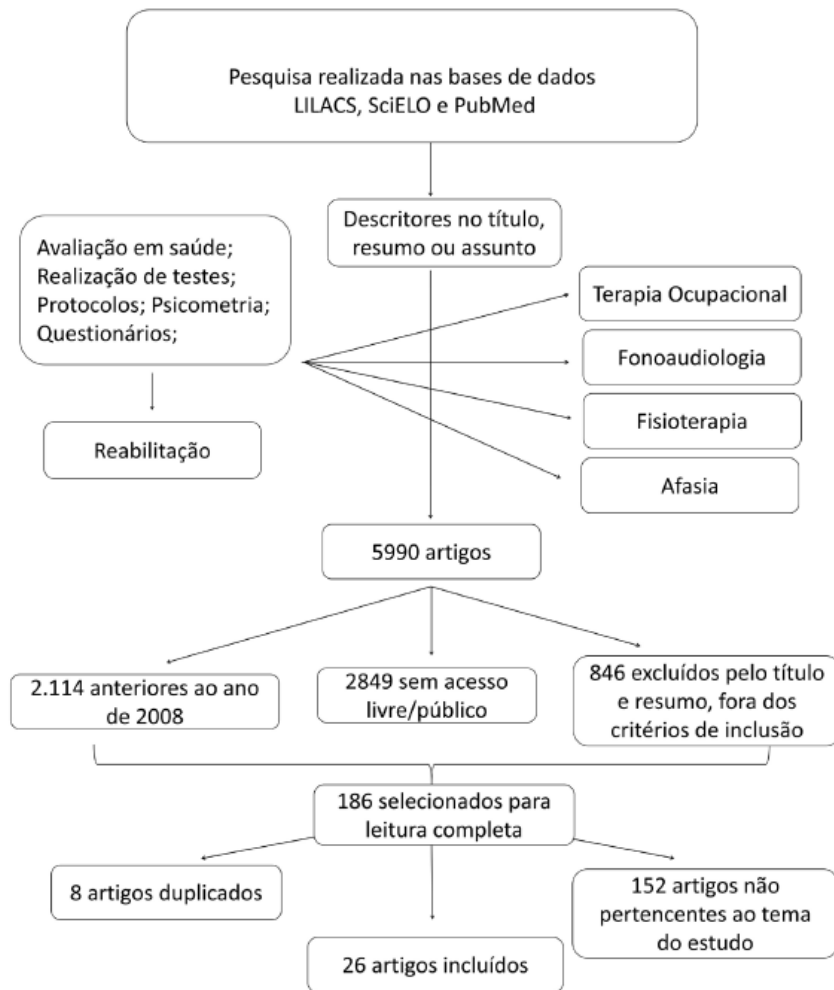 Pesquisa realizada nas bases de dados
LILACS, SciELO e PubMed
Descritores no título,
resumo ou assunto
Avaliação em saúde;
Realização de testes;
Protocolos; Psicometria;
Questionários;
Reabilitação
Terapia Ocupacional
Fonoaudiologia
Fisioterapia
Afasia
5990 artigos
2.114 anteriores ao ano
de 2008
2849 sem acesso
livre/público
846 excluídos pelo título
e resumo, fora dos
critérios de inclusão
186 selecionados para
leitura completa
8 artigos duplicados
26 artigos incluídos
152 artigos não
pertencentes ao tema
do estudo